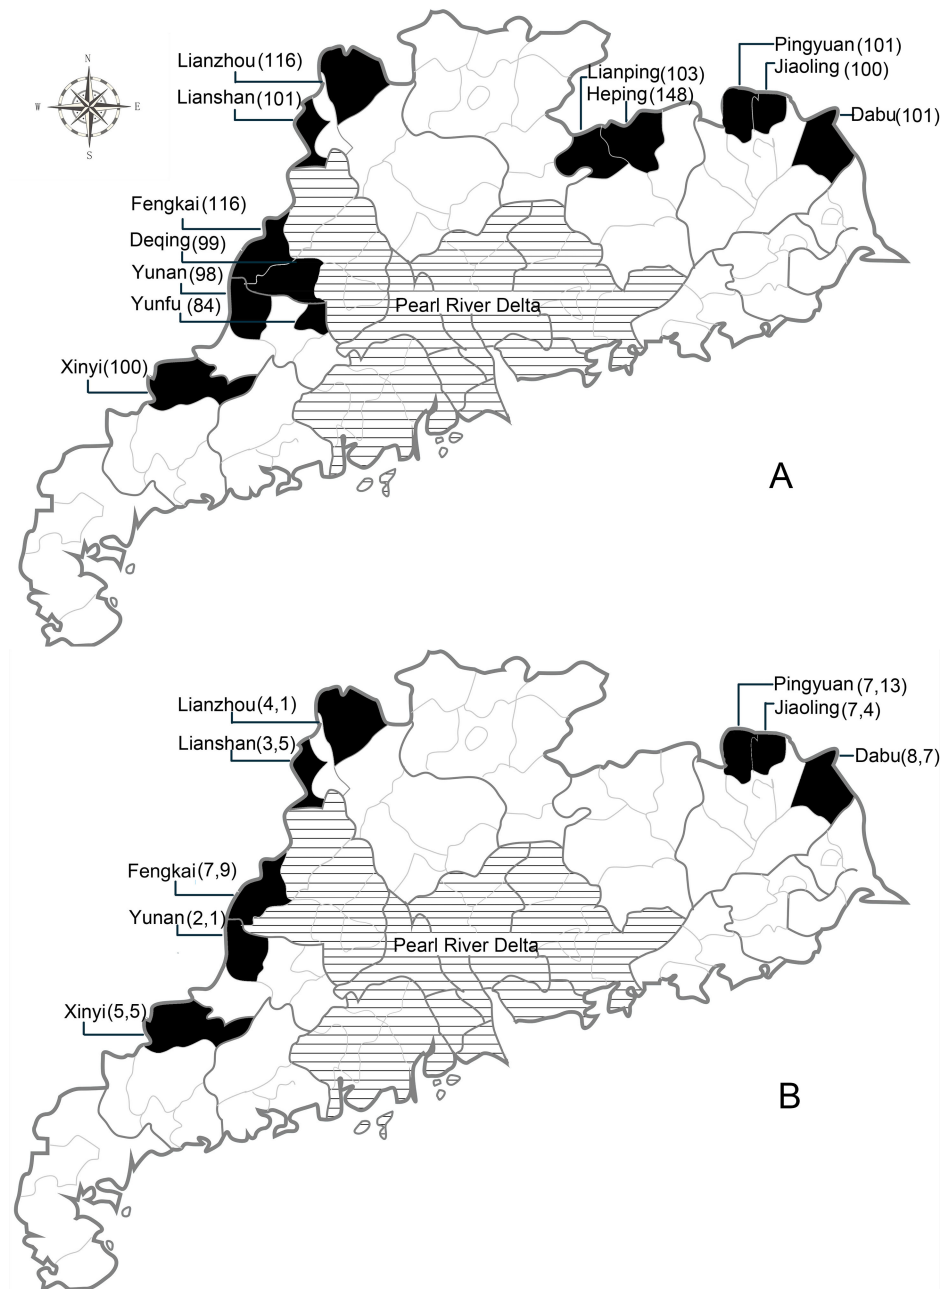 N
W
E
S
Lianzhou (116)
Lianshan (101)
Lianping(103)
Heping(148)
Pingyuan (101)
Jiaoling (100)
Dabu(101)
Fengkai (116)
Deqing(99)
Yunan (98)
Yunfu (84)
Pearl River Delta
Xinyi(100)
A
Lianzhou(4,1)
Lianshan(3,5)
Pingyuan (7,13)
Jiaoling(7,4)
Dabu(8,7)
Fengkai(7,9)
Yunan(2,1)
Pearl River Delta
Xinyi(5,5)
B